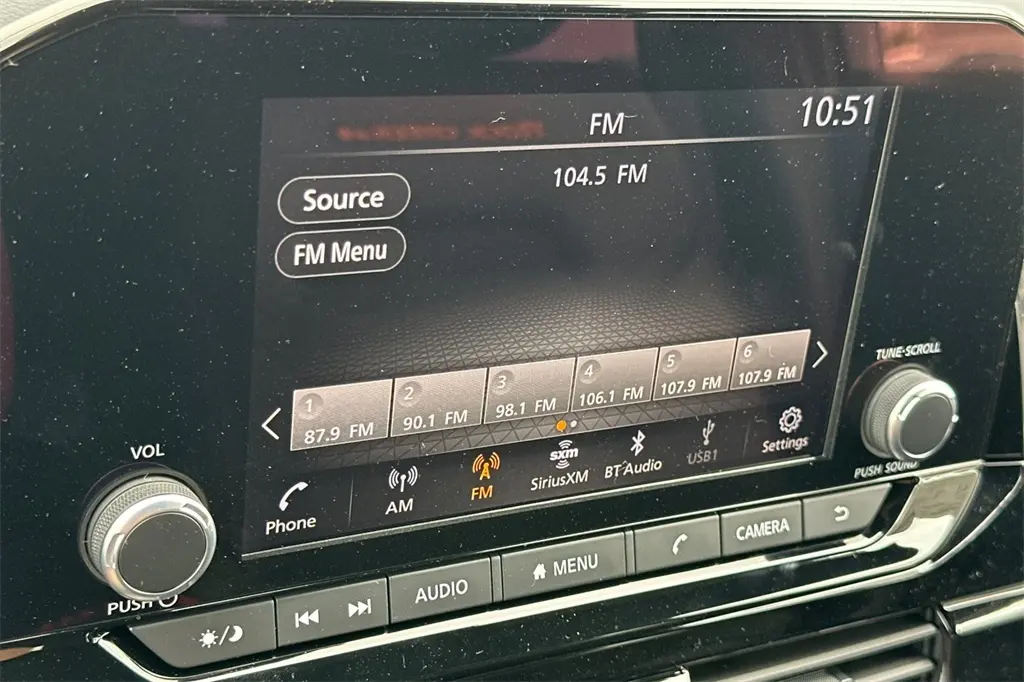 FM
10:51
104.5 FM
Source
FM Menu
1
87.9 FM
2
90.1 FM
3
98.1 FM
4
106.1 FM
5
107.9 FM
6
107.9 FM
Phone
AM
FM
sxm
SiriusXM
BT Audio
USB1
Settings
VOL
PUSH
TUNE·SCROLL
PUSH SOUND
AUDIO
MENU
CAMERA